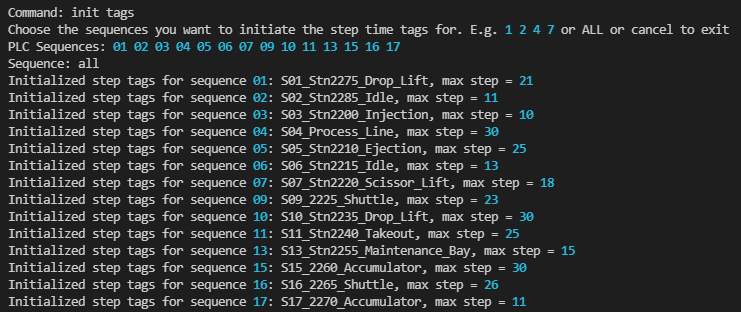 Command: init tags
Choose the sequences you want to initiate the step time tags for. E.g. 1 2 4 7 or ALL or cancel to exit
PLC Sequences: 01 02 03 04 05 06 07 09 10 11 13 15 16 17
Sequence: all
Initialized step tags for sequence 01: S01_Stn2275_Drop_Lift, max step = 21
Initialized step tags for sequence 02: S02_Stn2285_Idle, max step = 11
Initialized step tags for sequence 03: S03_Stn2200_Injection, max step = 10
Initialized step tags for sequence 04: S04_Process_Line, max step = 30
Initialized step tags for sequence 05: S05_Stn2210_Ejection, max step = 25
Initialized step tags for sequence 06: S06_Stn2215_Idle, max step = 13
Initialized step tags for sequence 07: S07_Stn2220_Scissor_Lift, max step = 18
Initialized step tags for sequence 09: S09_2225_Shuttle, max step = 23
Initialized step tags for sequence 10: S10_Stn2235_Drop_Lift, max step = 30
Initialized step tags for sequence 11: S11_Stn2240_Takeout, max step = 25
Initialized step tags for sequence 13: S13_Stn2255_Maintenance_Bay, max step = 15
Initialized step tags for sequence 15: S15_2260_Accumulator, max step = 30
Initialized step tags for sequence 16: S16_2265_Shuttle, max step = 26
Initialized step tags for sequence 17: S17_2270_Accumulator, max step = 11